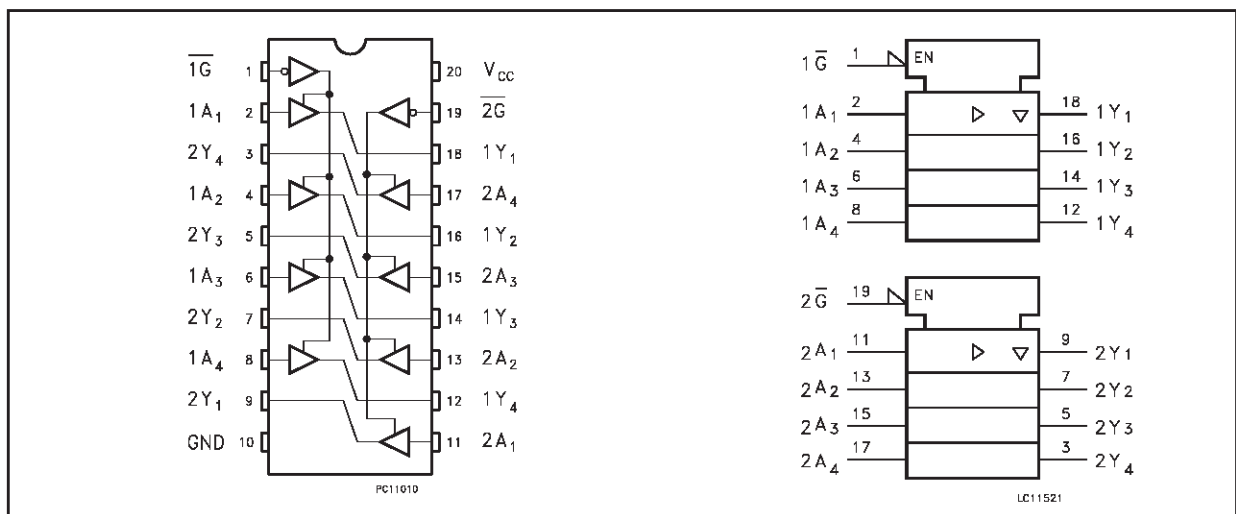 1G̅ 1 20 V_CC
1A₁ 2 19 2G̅
2Y₄ 3 18 1Y₁
1A₂ 4 17 2A₄
2Y₃ 5 16 1Y₂
1A₃ 6 15 2A₃
2Y₂ 7 14 1Y₃
1A₄ 8 13 2A₂
2Y₁ 9 12 1Y₄
GND 10 11 2A₁
PC11010
1G̅ 1 EN
1A₁ 2 18 1Y₁
1A₂ 4 16 1Y₂
1A₃ 6 14 1Y₃
1A₄ 8 12 1Y₄
2G̅ 19 EN
2A₁ 11 9 2Y₁
2A₂ 13 7 2Y₂
2A₃ 15 5 2Y₃
2A₄ 17 3 2Y₄
LC11521